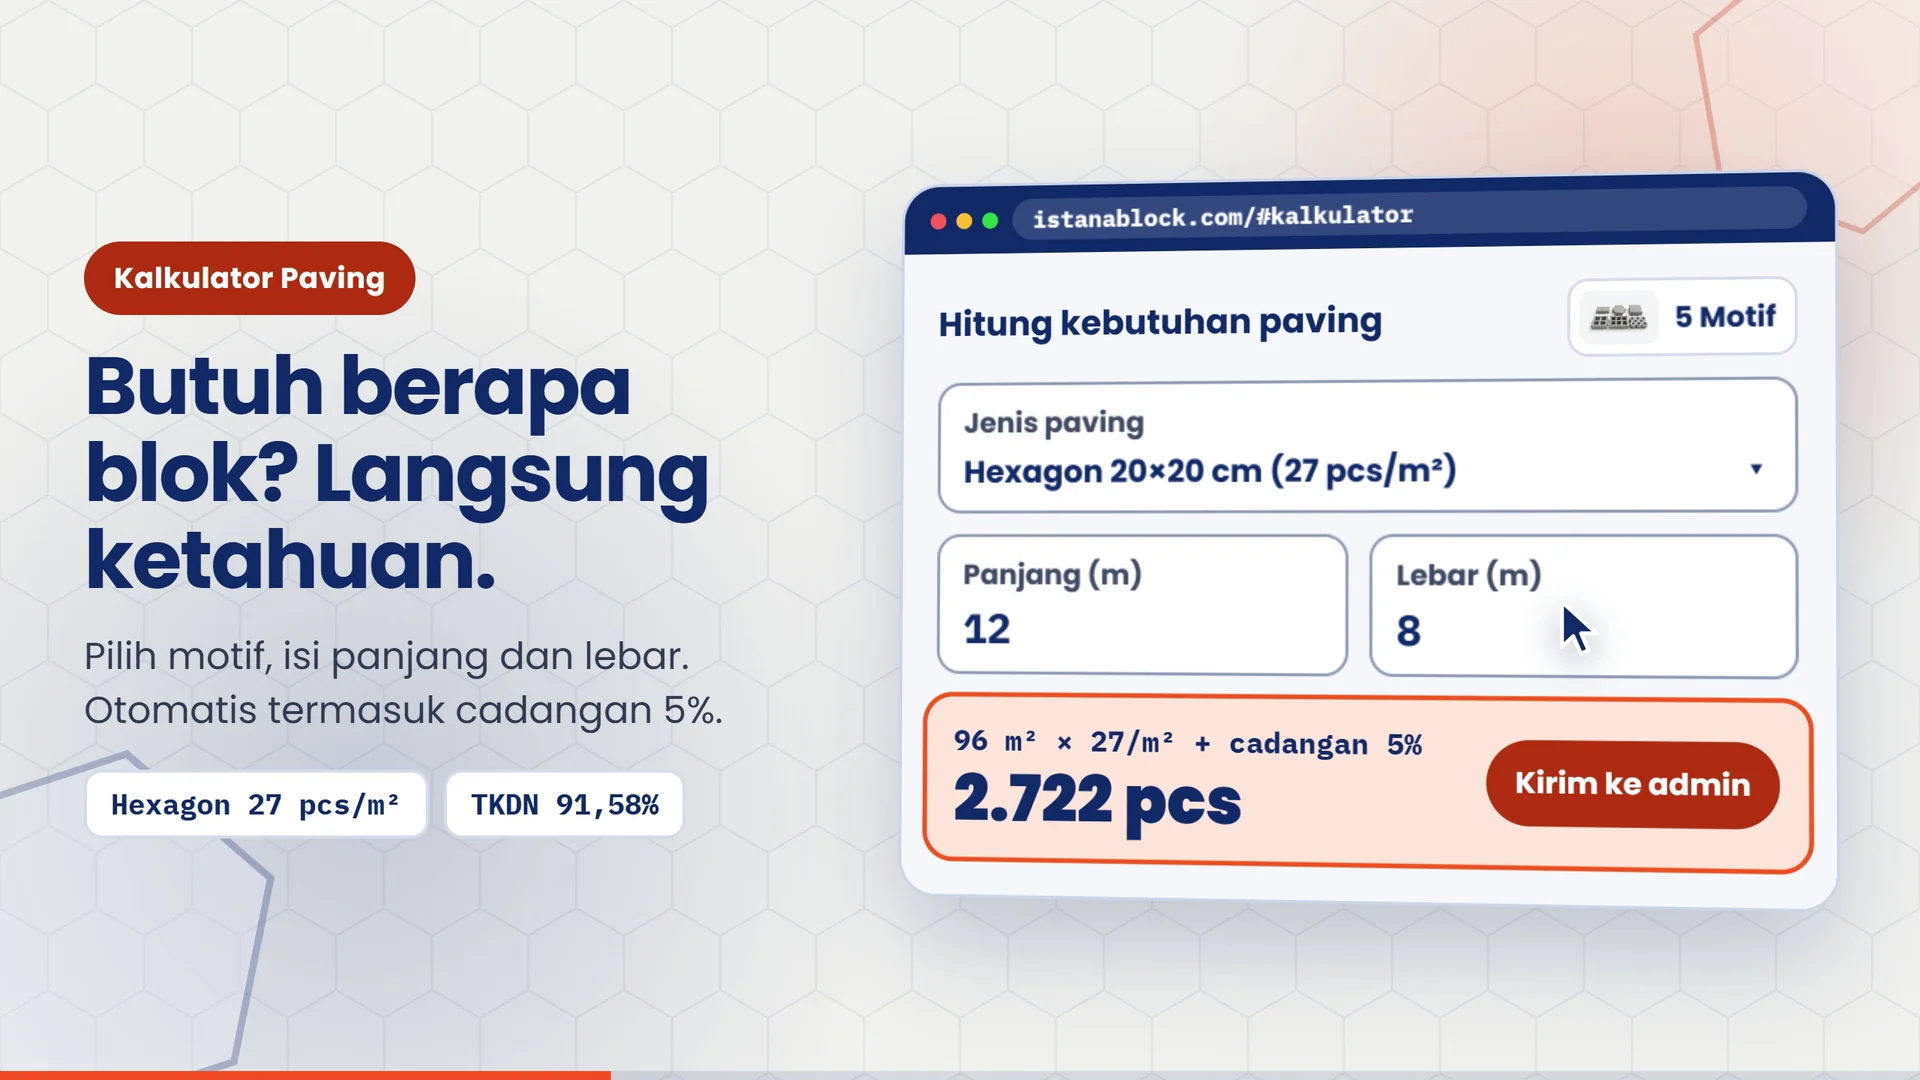 Kalkulator Paving
Butuh berapa
blok? Langsung
ketahuan.
Pilih motif, isi panjang dan lebar.
Otomatis termasuk cadangan 5%.
Hexagon 27 pcs/m²
TKDN 91,58%
istanablock.com/#kalkulator
Hitung kebutuhan paving
5 Motif
Jenis paving
Hexagon 20×20 cm (27 pcs/m²)
Panjang (m)
12
Lebar (m)
8
96 m² × 27/m² + cadangan 5%
2.722 pcs
Kirim ke admin